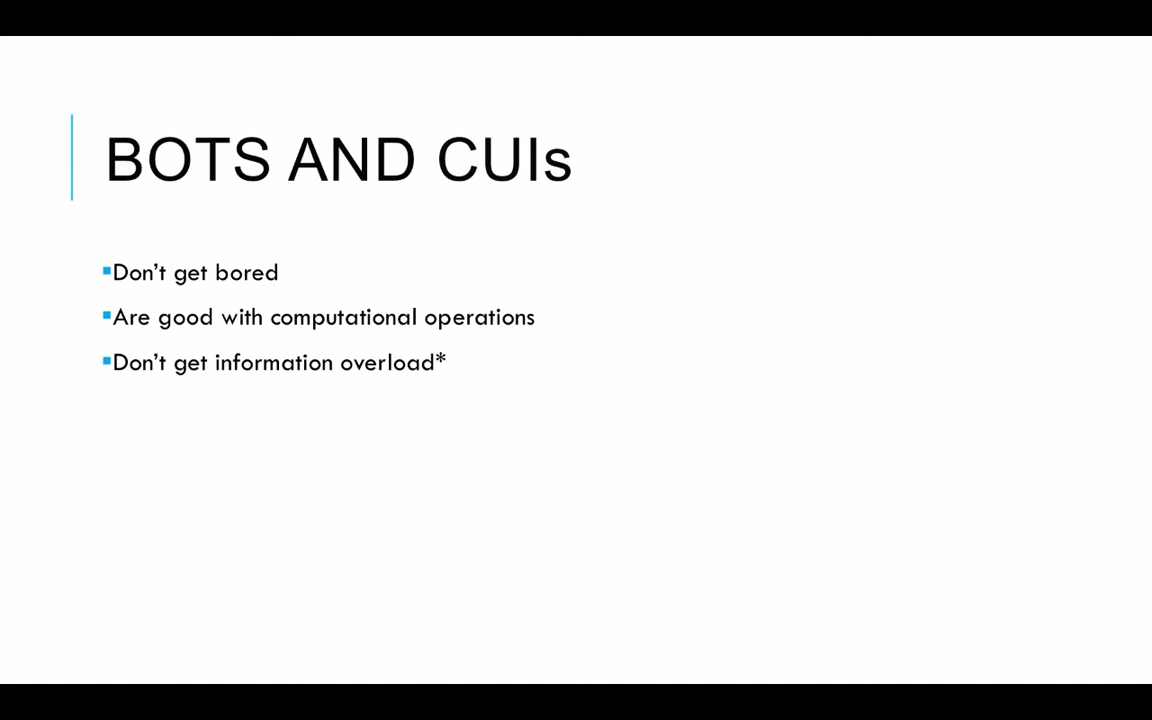 BOTS AND CUIs
Don’t get bored
Are good with computational operations
Don’t get information overload*